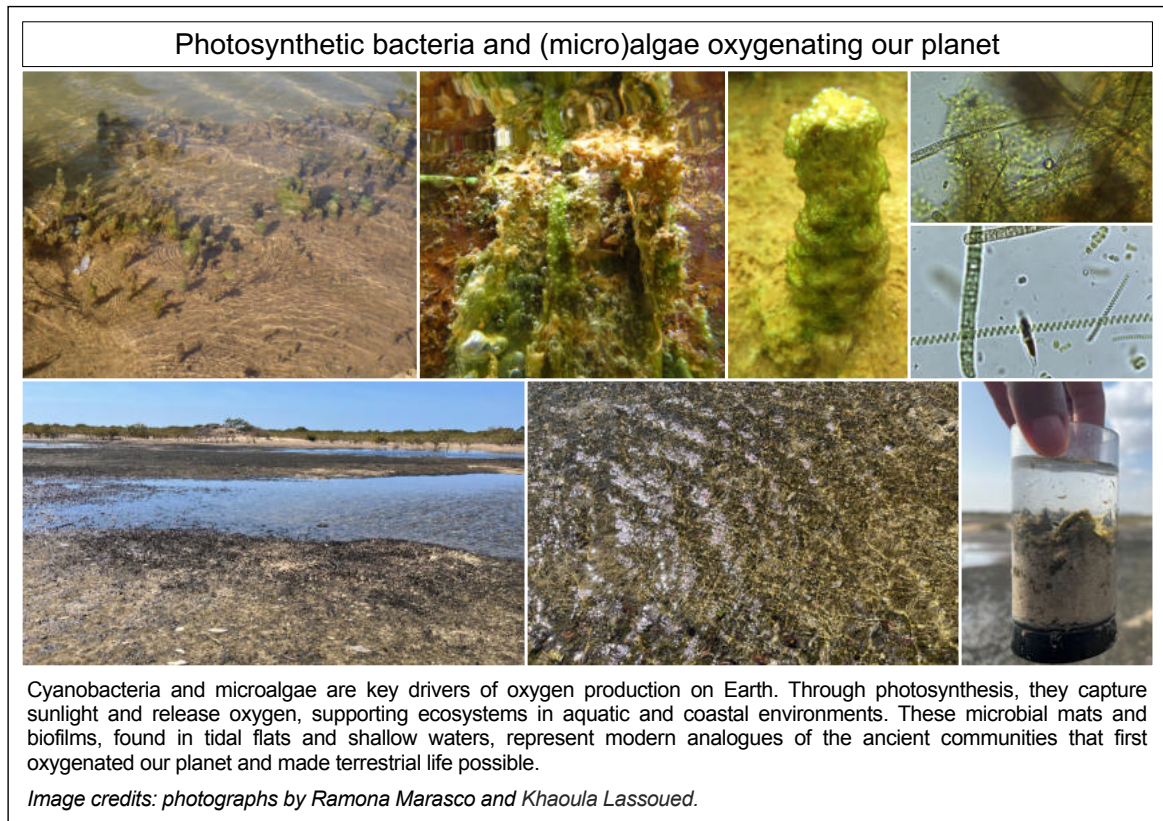 Photosynthetic bacteria and (micro)algae oxygenating our planet
Cyanobacteria and microalgae are key drivers of oxygen production on Earth. Through photosynthesis, they capture
sunlight and release oxygen, supporting ecosystems in aquatic and coastal environments. These microbial mats and
biofilms, found in tidal flats and shallow waters, represent modern analogues of the ancient communities that first
oxygenated our planet and made terrestrial life possible.
Image credits: photographs by Ramona Marasco and Khaoula Lassoued.